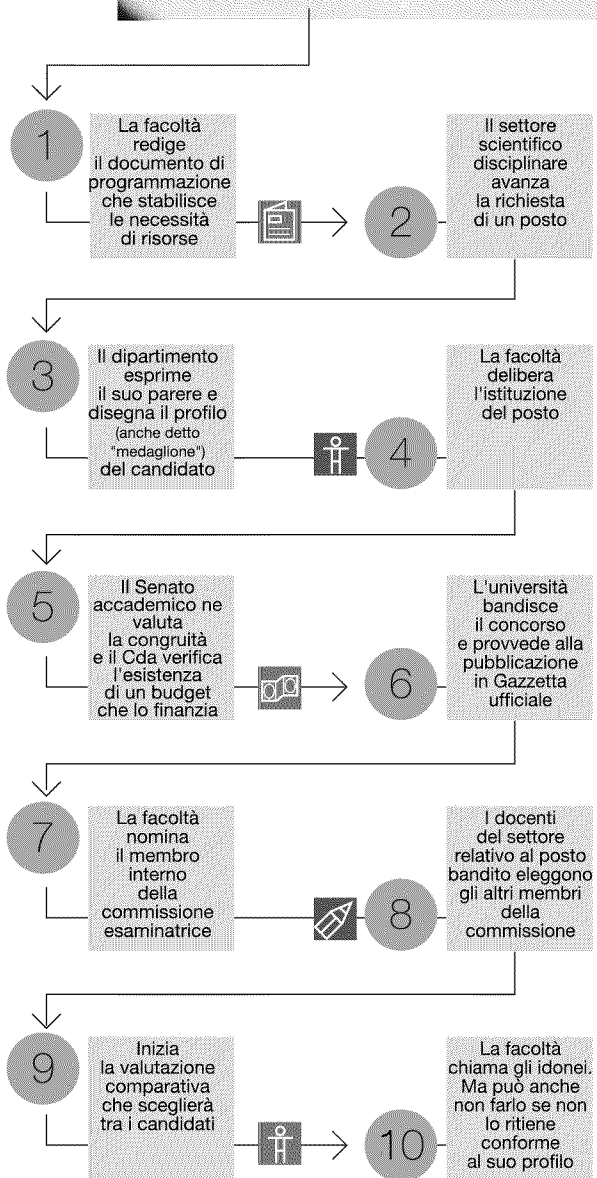 1
La facoltà
redige
il documento di
programmazione
che stabilisce
le necessità
di risorse
2
Il settore
scientifico
disciplinare
avanza
la richiesta
di un posto
3
Il dipartimento
esprime
il suo parere e
disegna il profilo
(anche detto
"medaglione")
del candidato
4
La facoltà
delibera
l'istituzione
del posto
5
Il Senato
accademico ne
valuta
la congruità
e il Cda verifica
l'esistenza
di un budget
che lo finanzia
6
L'università
bandisce
il concorso
e provvede alla
pubblicazione
in Gazzetta
ufficiale
7
La facoltà
nomina
il membro
interno
della
commissione
esaminatrice
8
I docenti
del settore
relativo al posto
bandito eleggono
gli altri membri
della
commissione
9
Inizia
la valutazione
comparativa
che sceglierà
tra i candidati
10
La facoltà
chiama gli idonei.
Ma può anche
non farlo se non
lo ritiene
conforme
al suo profilo